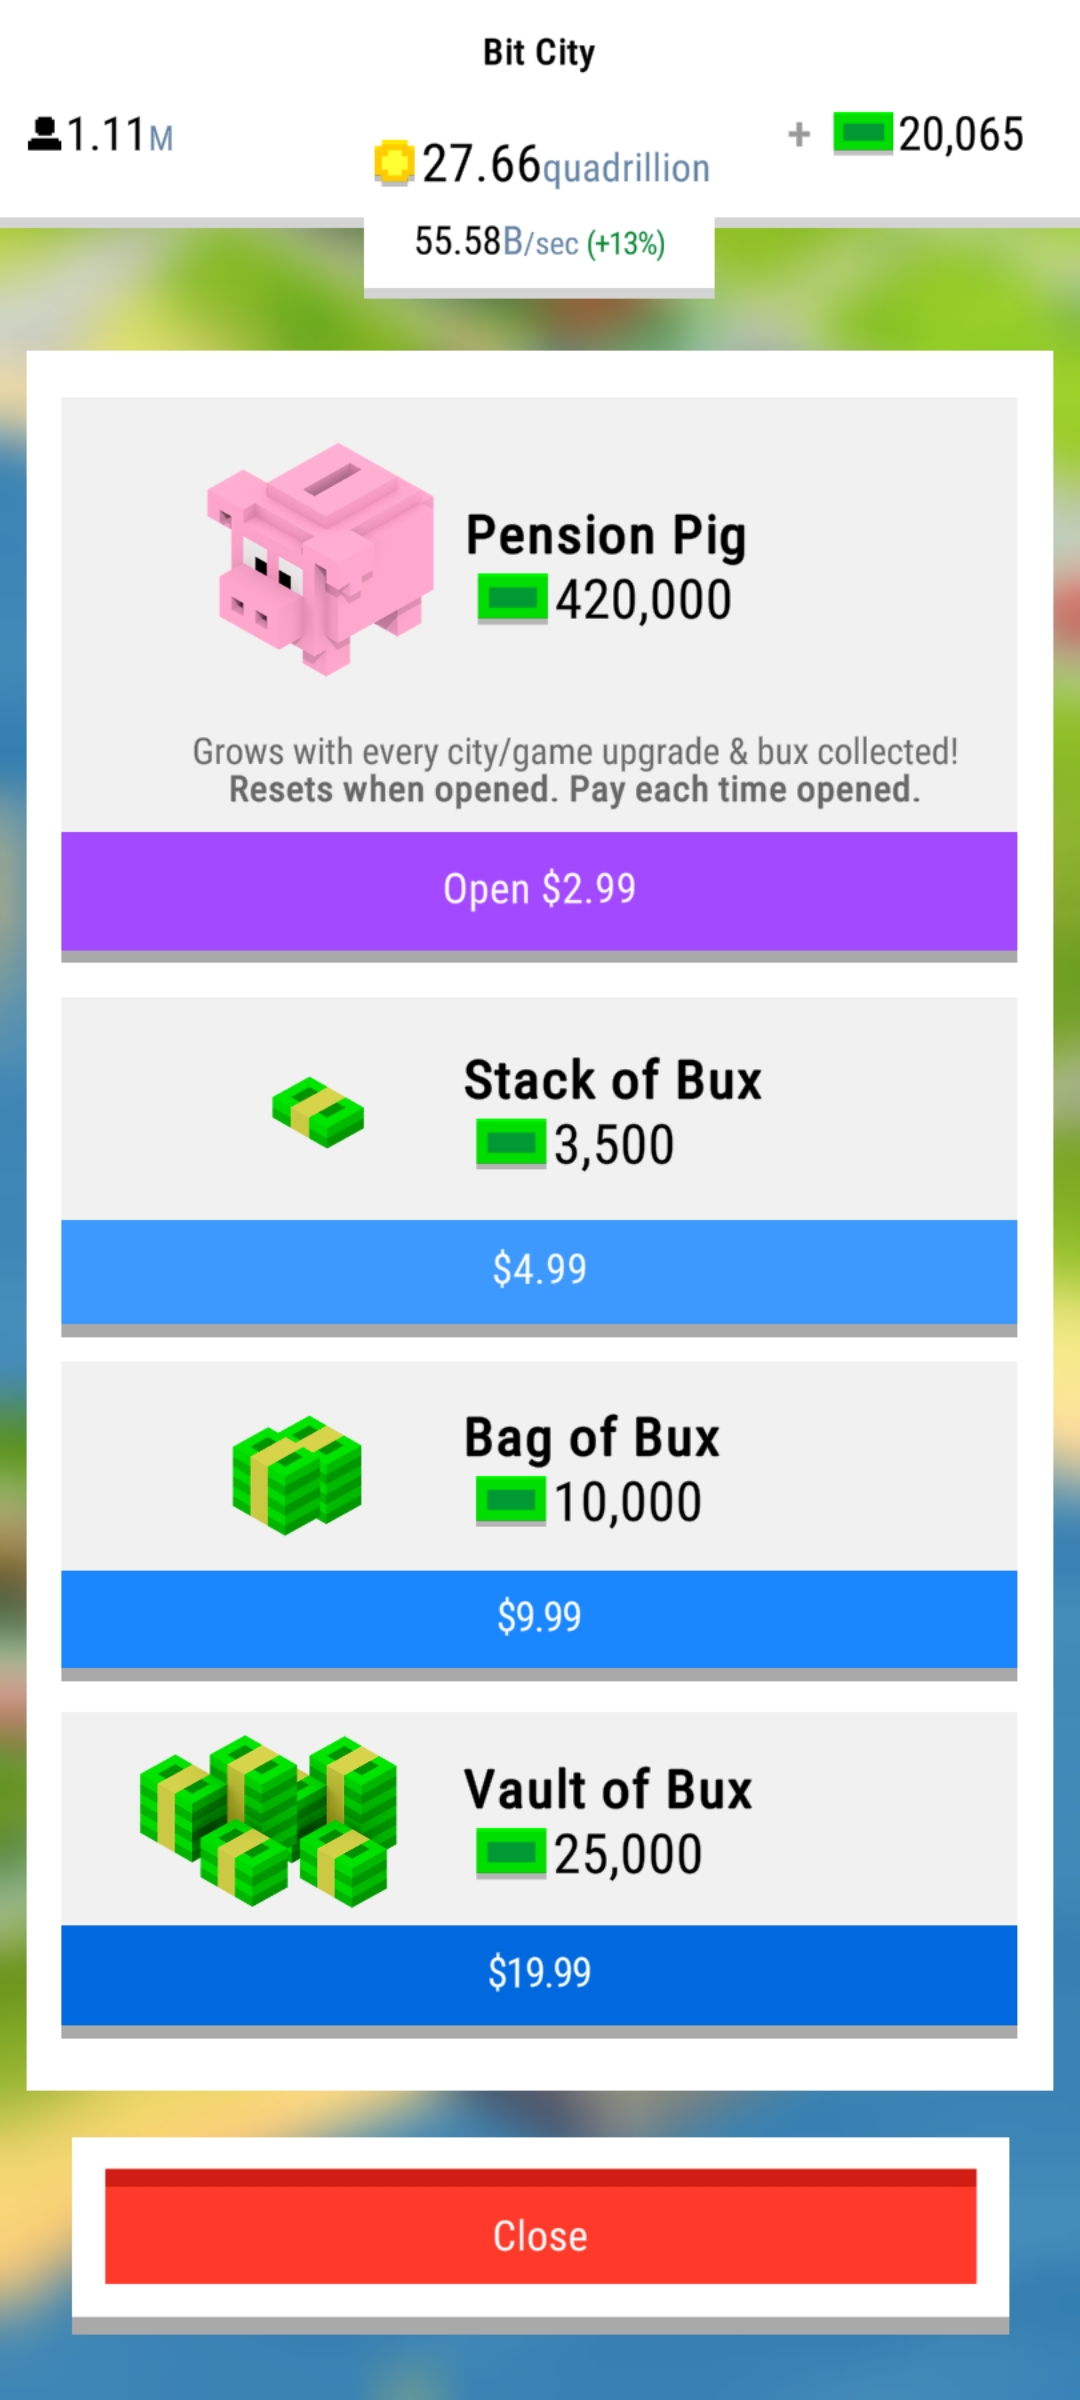 Bit City
1.11M
27.66quadrillion
+ 20,065
55.58B/sec (+13%)
Pension Pig
420,000
Grows with every city/game upgrade & bux collected!
Resets when opened. Pay each time opened.
Open $2.99
Stack of Bux
3,500
$4.99
Bag of Bux
10,000
$9.99
Vault of Bux
25,000
$19.99
Close